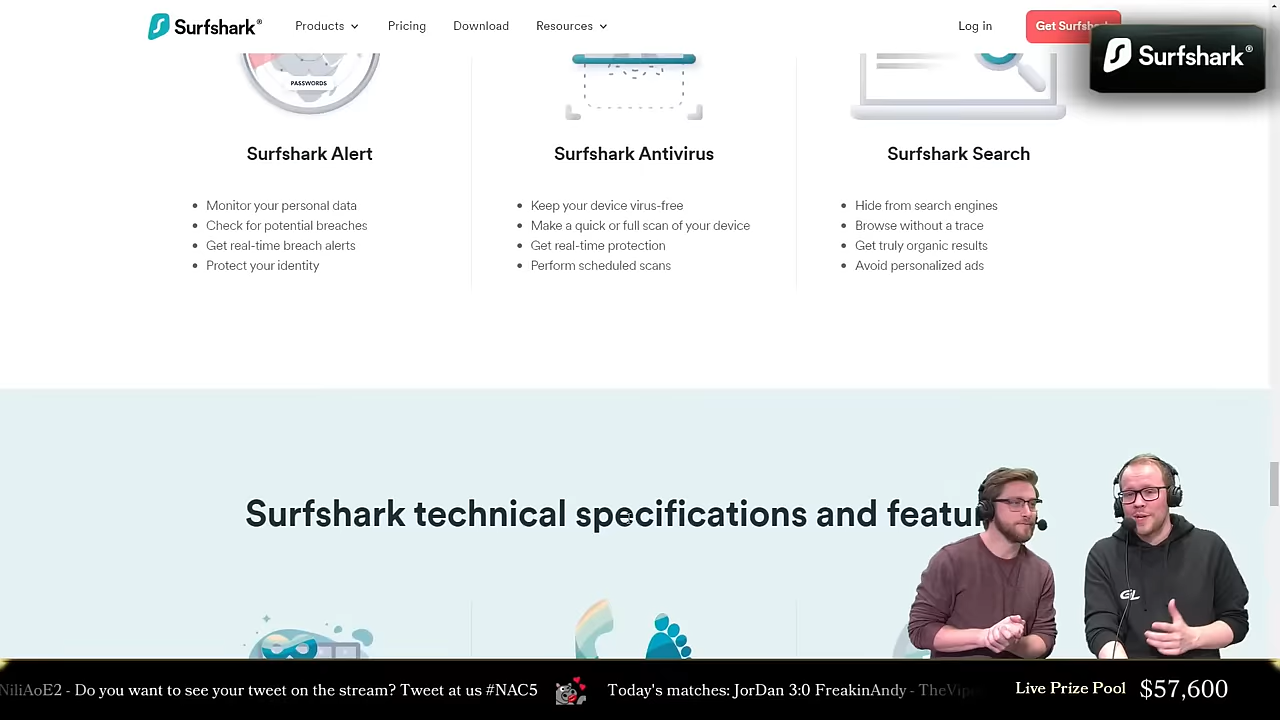 Surfshark®
Products
Pricing
Download
Resources
Log in
Get Surfshark
Surfshark®
PASSWORDS
Surfshark Alert
Surfshark Antivirus
Surfshark Search
Monitor your personal data
Check for potential breaches
Get real-time breach alerts
Protect your identity
Keep your device virus-free
Make a quick or full scan of your device
Get real-time protection
Perform scheduled scans
Hide from search engines
Browse without a trace
Get truly organic results
Avoid personalized ads
Surfshark technical specifications and featu
GL
NiliAoE2 - Do you want to see your tweet on the stream? Tweet at us #NAC5
Today's matches: JorDan 3:0 FreakinAndy - TheVipe
Live Prize Pool $57,600